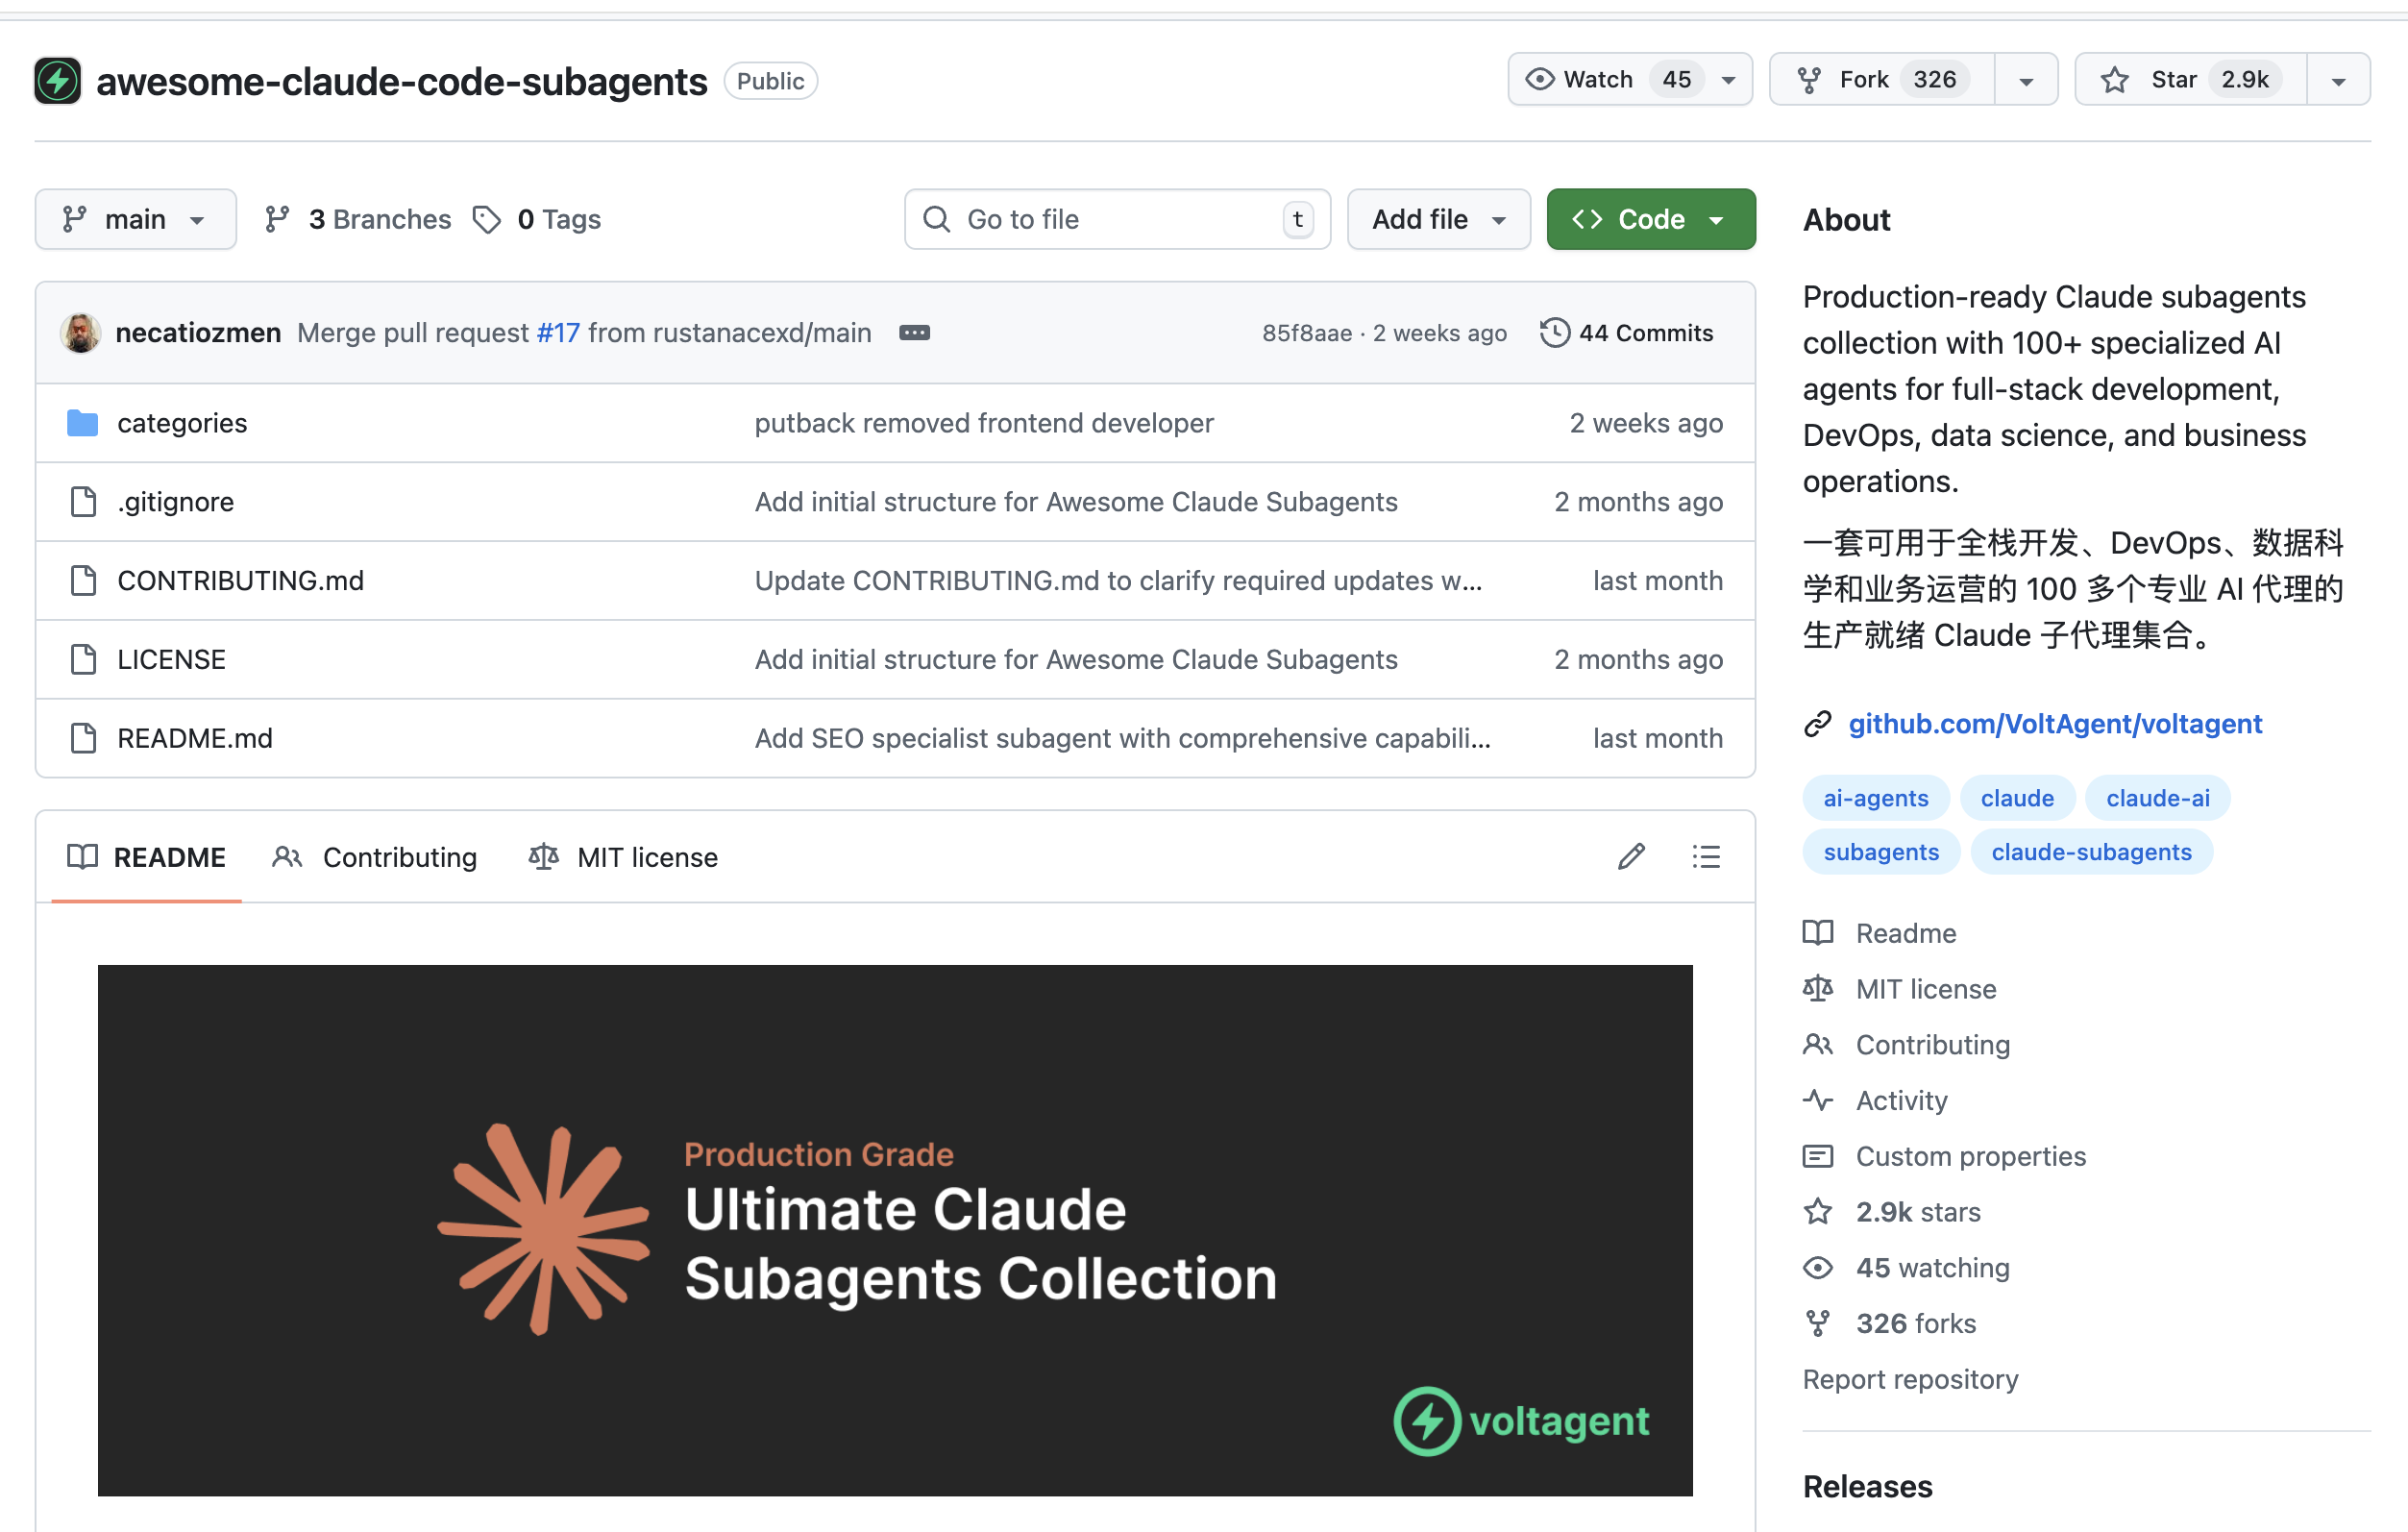 awesome-claude-code-subagents Public
Watch 45 Fork 326 Star 2.9k
main 3 Branches 0 Tags
Go to file t Add file <> Code
necatiozmen Merge pull request #17 from rustanacexd/main ··· 85f8aae · 2 weeks ago 44 Commits
categories putback removed frontend developer 2 weeks ago
.gitignore Add initial structure for Awesome Claude Subagents 2 months ago
CONTRIBUTING.md Update CONTRIBUTING.md to clarify required updates w... last month
LICENSE Add initial structure for Awesome Claude Subagents 2 months ago
README.md Add SEO specialist subagent with comprehensive capabili... last month
README Contributing MIT license
Production Grade
Ultimate Claude
Subagents Collection
voltagent
About
Production-ready Claude subagents
collection with 100+ specialized AI
agents for full-stack development,
DevOps, data science, and business
operations.
一套可用于全栈开发、DevOps、数据科
学和业务运营的 100 多个专业 AI 代理的
生产就绪 Claude 子代理集合。
github.com/VoltAgent/voltagent
ai-agents claude claude-ai
subagents claude-subagents
Readme
MIT license
Contributing
Activity
Custom properties
2.9k stars
45 watching
326 forks
Report repository
Releases